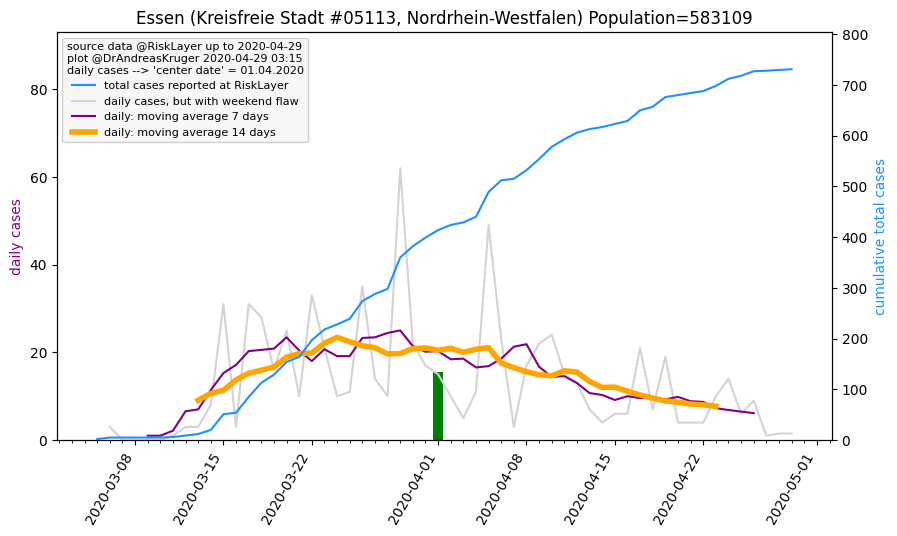 Essen (Kreisfreie Stadt #05113, Nordrhein-Westfalen) Population=583109
source data @RiskLayer up to 2020-04-29
plot @DrAndreasKruger 2020-04-29 03:15
daily cases --> 'center date' = 01.04.2020
total cases reported at RiskLayer
daily cases, but with weekend flaw
daily: moving average 7 days
daily: moving average 14 days
daily cases
0
20
40
60
80
cumulative total cases
0
100
200
300
400
500
600
700
800
2020-03-08
2020-03-15
2020-03-22
2020-04-01
2020-04-08
2020-04-15
2020-04-22
2020-05-01